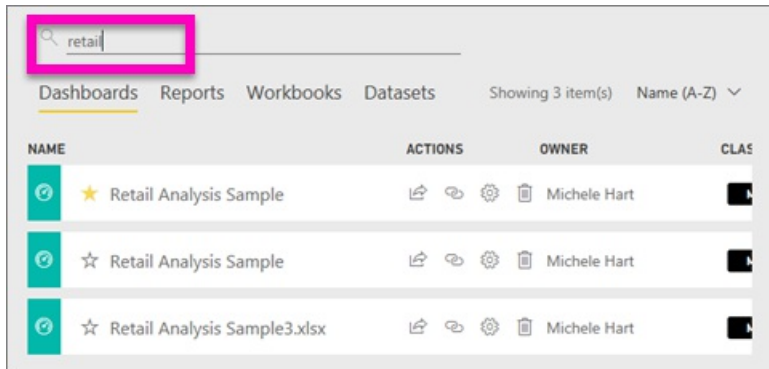 retail
Dashboards Reports Workbooks Datasets Showing 3 item(s) Name (A-Z)
NAME ACTIONS OWNER CLAS
Retail Analysis Sample Michele Hart M
Retail Analysis Sample Michele Hart M
Retail Analysis Sample3.xlsx Michele Hart M